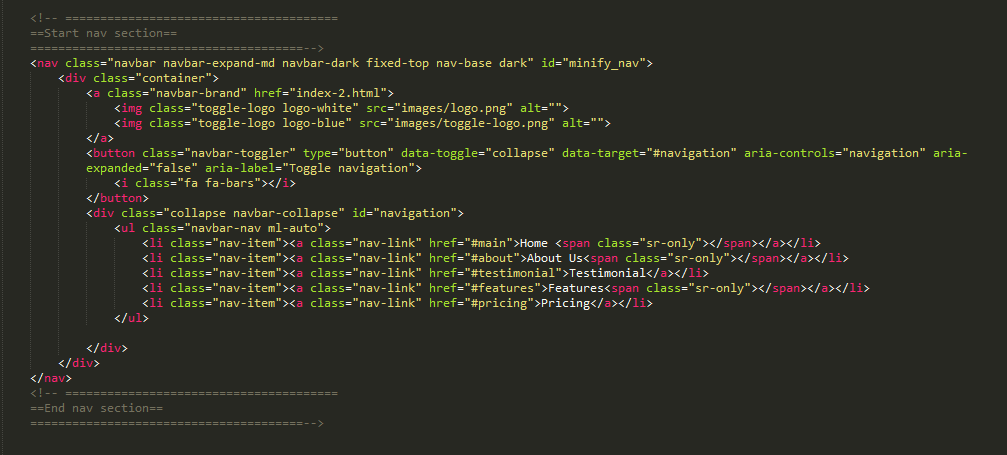 <!-- =======================================
==Start nav section==
=======================================-->
<nav class="navbar navbar-expand-md navbar-dark fixed-top nav-base dark" id="minify_nav">
<div class="container">
<a class="navbar-brand" href="index-2.html">
<img class="toggle-logo logo-white" src="images/logo.png" alt="">
<img class="toggle-logo logo-blue" src="images/toggle-logo.png" alt="">
</a>
<button class="navbar-toggler" type="button" data-toggle="collapse" data-target="#navigation" aria-controls="navigation" aria-
expanded="false" aria-label="Toggle navigation">
<i class="fa fa-bars"></i>
</button>
<div class="collapse navbar-collapse" id="navigation">
<ul class="navbar-nav ml-auto">
<li class="nav-item"><a class="nav-link" href="#main">Home <span class="sr-only"></span></a></li>
<li class="nav-item"><a class="nav-link" href="#about">About Us<span class="sr-only"></span></a></li>
<li class="nav-item"><a class="nav-link" href="#testimonial">Testimonial</a></li>
<li class="nav-item"><a class="nav-link" href="#features">Features<span class="sr-only"></span></a></li>
<li class="nav-item"><a class="nav-link" href="#pricing">Pricing</a></li>
</ul>
</div>
</div>
</nav>
<!-- =======================================
==End nav section==
=======================================-->